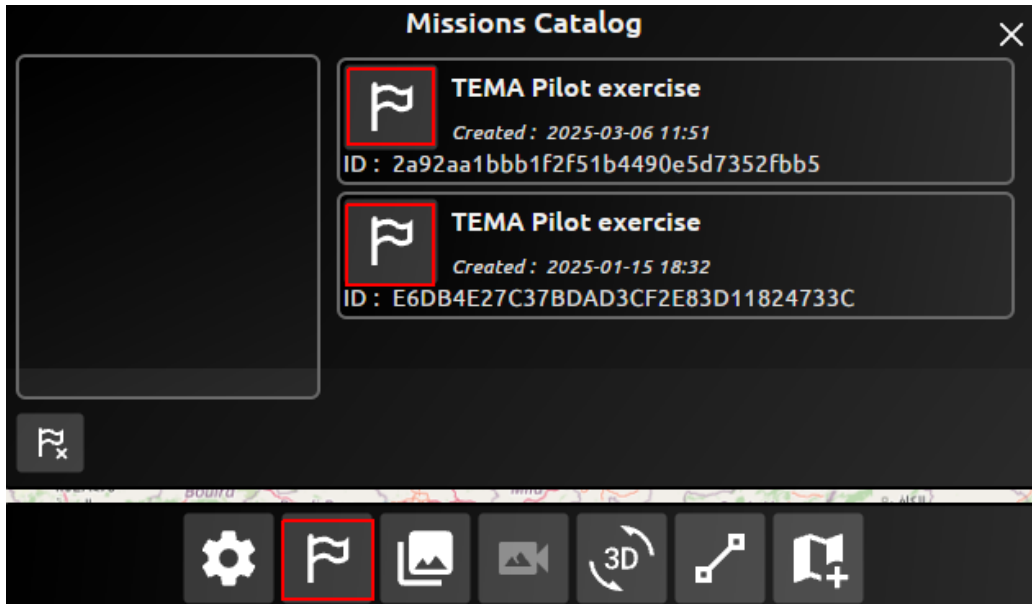 Missions Catalog
TEMA Pilot exercise
Created : 2025-03-06 11:51
ID : 2a92aa1bbb1f2f51b4490e5d7352fbb5
TEMA Pilot exercise
Created : 2025-01-15 18:32
ID : E6DB4E27C37BDAD3CF2E83D11824733C
3D